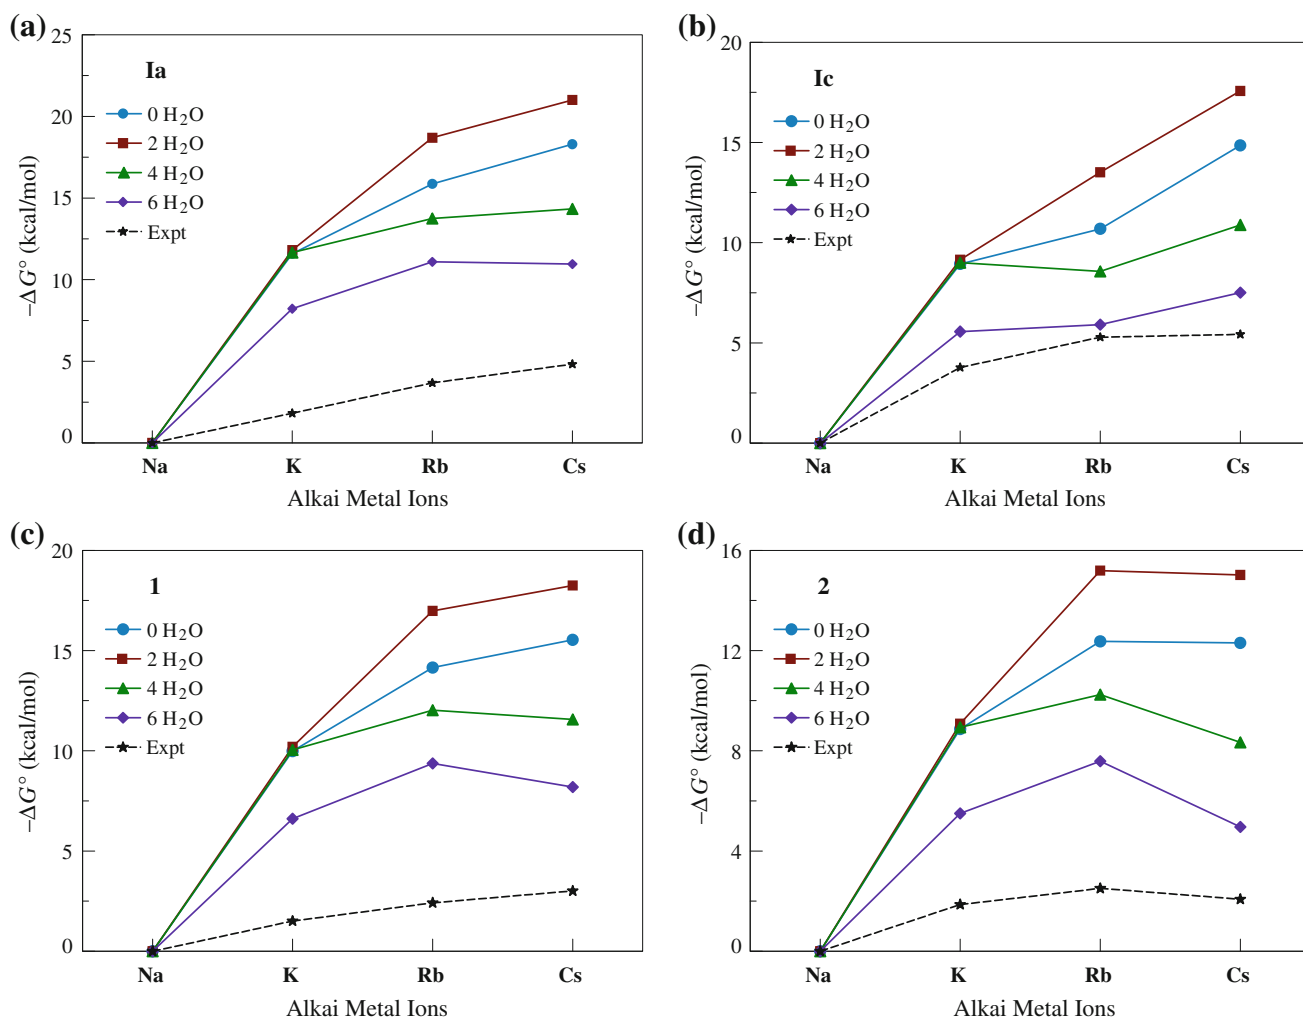 (a)
25
20
15
10
5
0
−ΔG° (kcal/mol)
Ia
0 H₂O
2 H₂O
4 H₂O
6 H₂O
Expt
Na K Rb Cs
Alkai Metal Ions
(b)
20
15
10
5
0
−ΔG° (kcal/mol)
Ic
0 H₂O
2 H₂O
4 H₂O
6 H₂O
Expt
Na K Rb Cs
Alkai Metal Ions
(c)
20
15
10
5
0
−ΔG° (kcal/mol)
1
0 H₂O
2 H₂O
4 H₂O
6 H₂O
Expt
Na K Rb Cs
Alkai Metal Ions
(d)
16
12
8
4
0
−ΔG° (kcal/mol)
2
0 H₂O
2 H₂O
4 H₂O
6 H₂O
Expt
Na K Rb Cs
Alkai Metal Ions